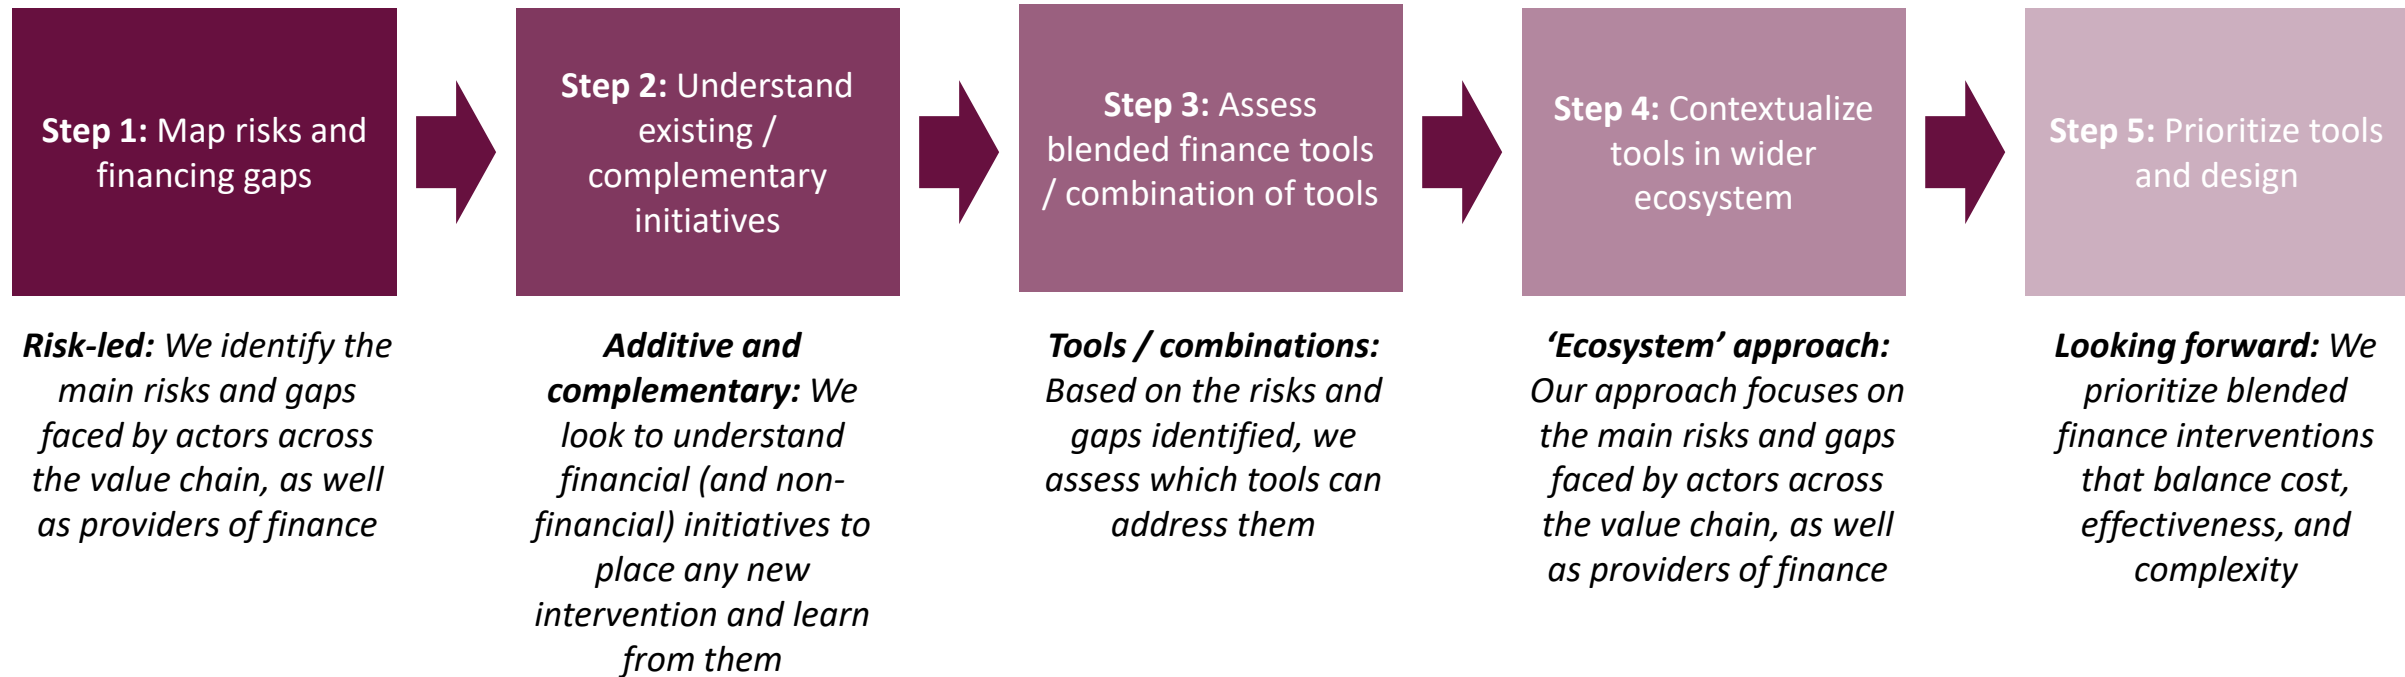 Step 1: Map risks and
financing gaps
Step 2: Understand
existing /
complementary
initiatives
Step 3: Assess
blended finance tools
/ combination of tools
Step 4: Contextualize
tools in wider
ecosystem
Step 5: Prioritize tools
and design
Risk-led: We identify the
main risks and gaps
faced by actors across
the value chain, as well
as providers of finance
Additive and
complementary: We
look to understand
financial (and non-
financial) initiatives to
place any new
intervention and learn
from them
Tools / combinations:
Based on the risks and
gaps identified, we
assess which tools can
address them
‘Ecosystem’ approach:
Our approach focuses on
the main risks and gaps
faced by actors across
the value chain, as well
as providers of finance
Looking forward: We
prioritize blended
finance interventions
that balance cost,
effectiveness, and
complexity